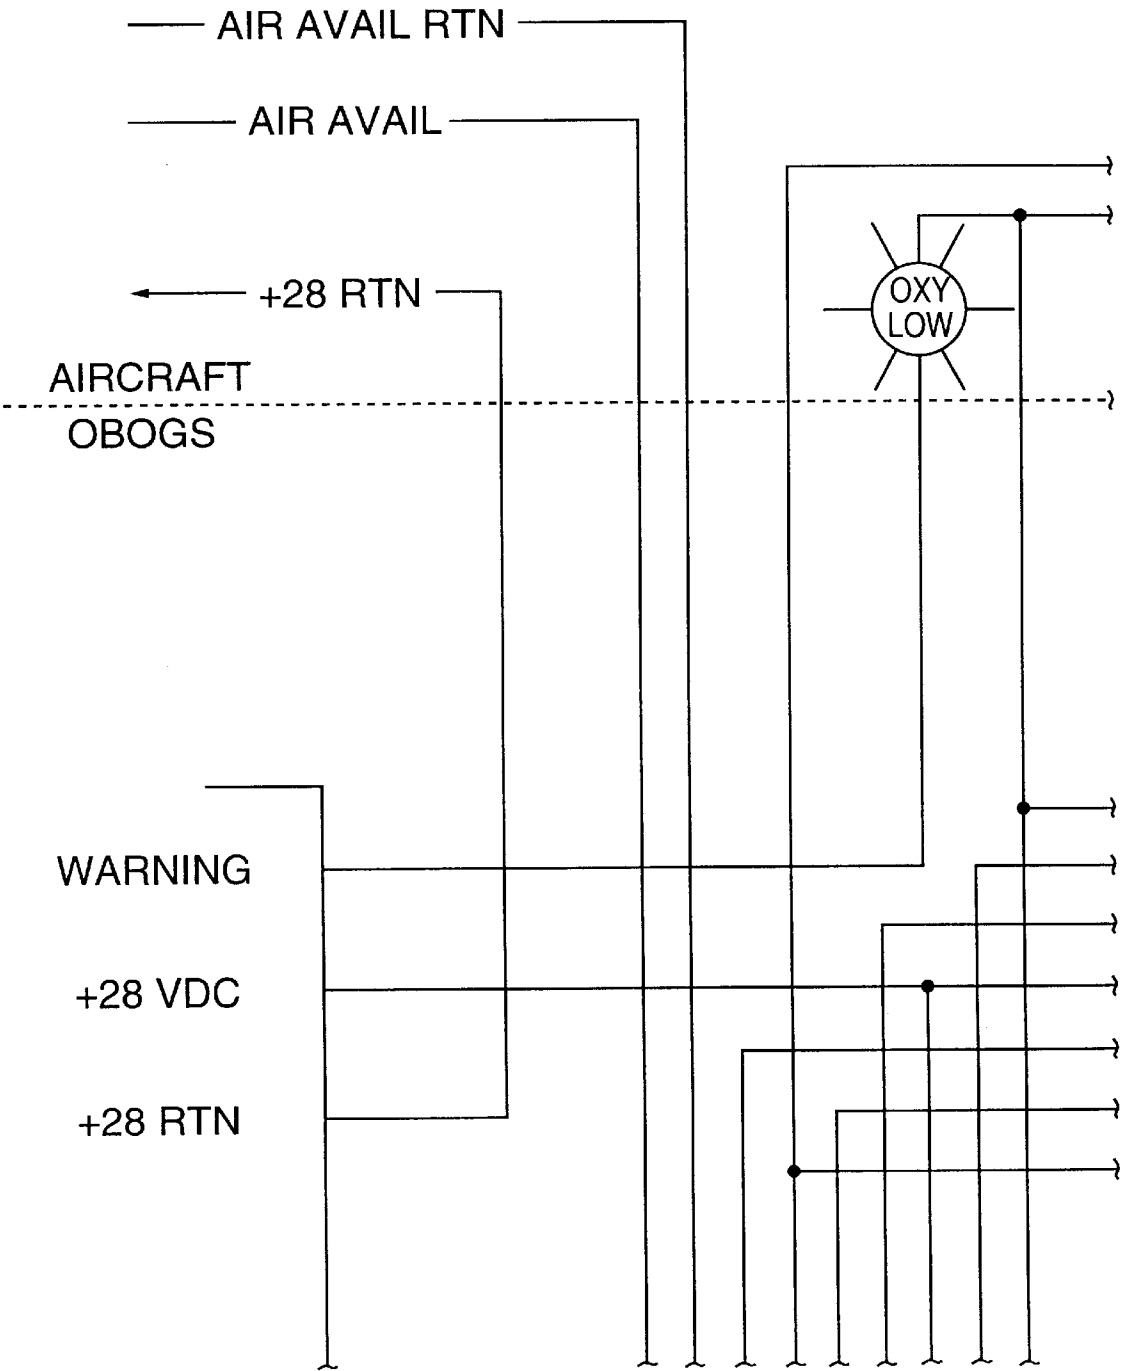 AIR AVAIL RTN
AIR AVAIL
+28 RTN
OXY
LOW
AIRCRAFT
OBOGS
WARNING
+28 VDC
+28 RTN